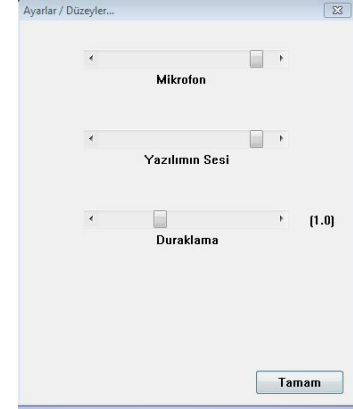 Ayarlar / Düzeyler...
Mikrofon
Yazılımın Sesi
(1.0)
Duraklama
Tamam